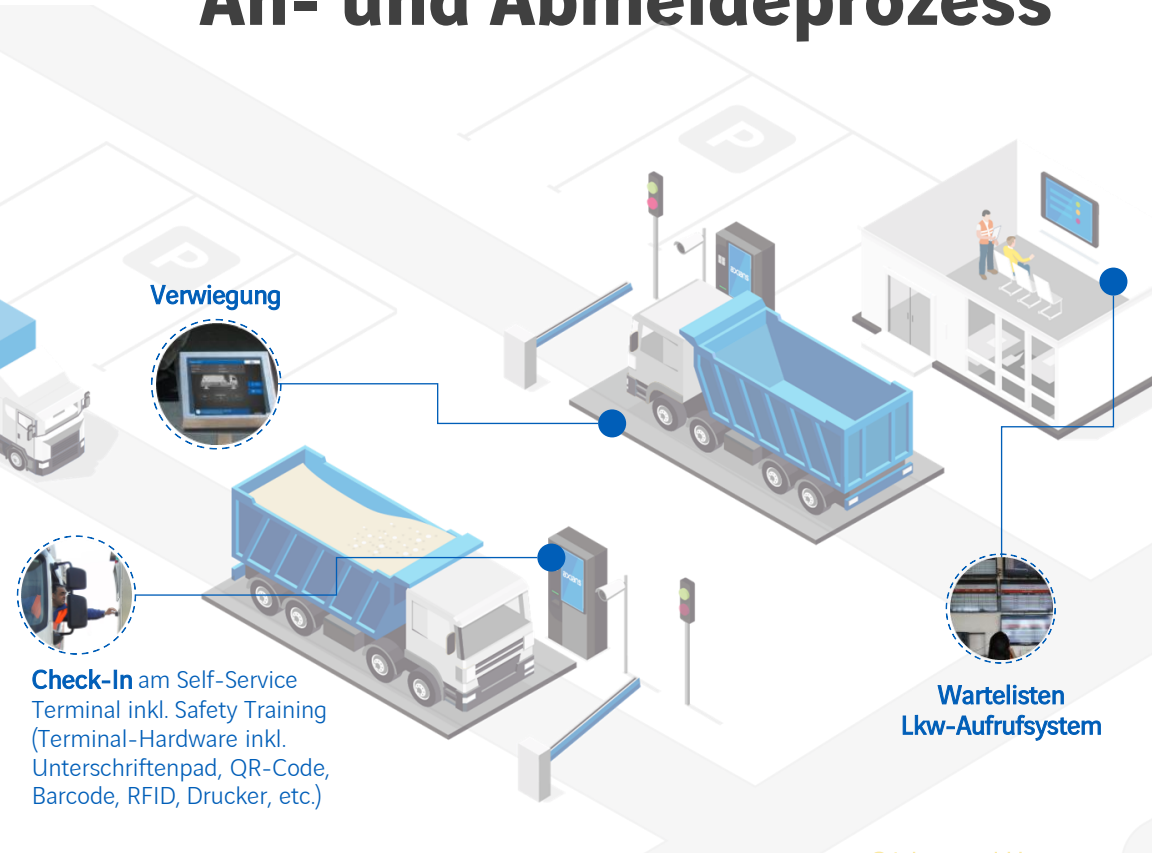 An- und Abmeldeprozess
P
P
Verwiegung
Check-In am Self-Service
Terminal inkl. Safety Training
(Terminal-Hardware inkl.
Unterschriftenpad, QR-Code,
Barcode, RFID, Drucker, etc.)
Wartelisten
Lkw-Aufrufsystem